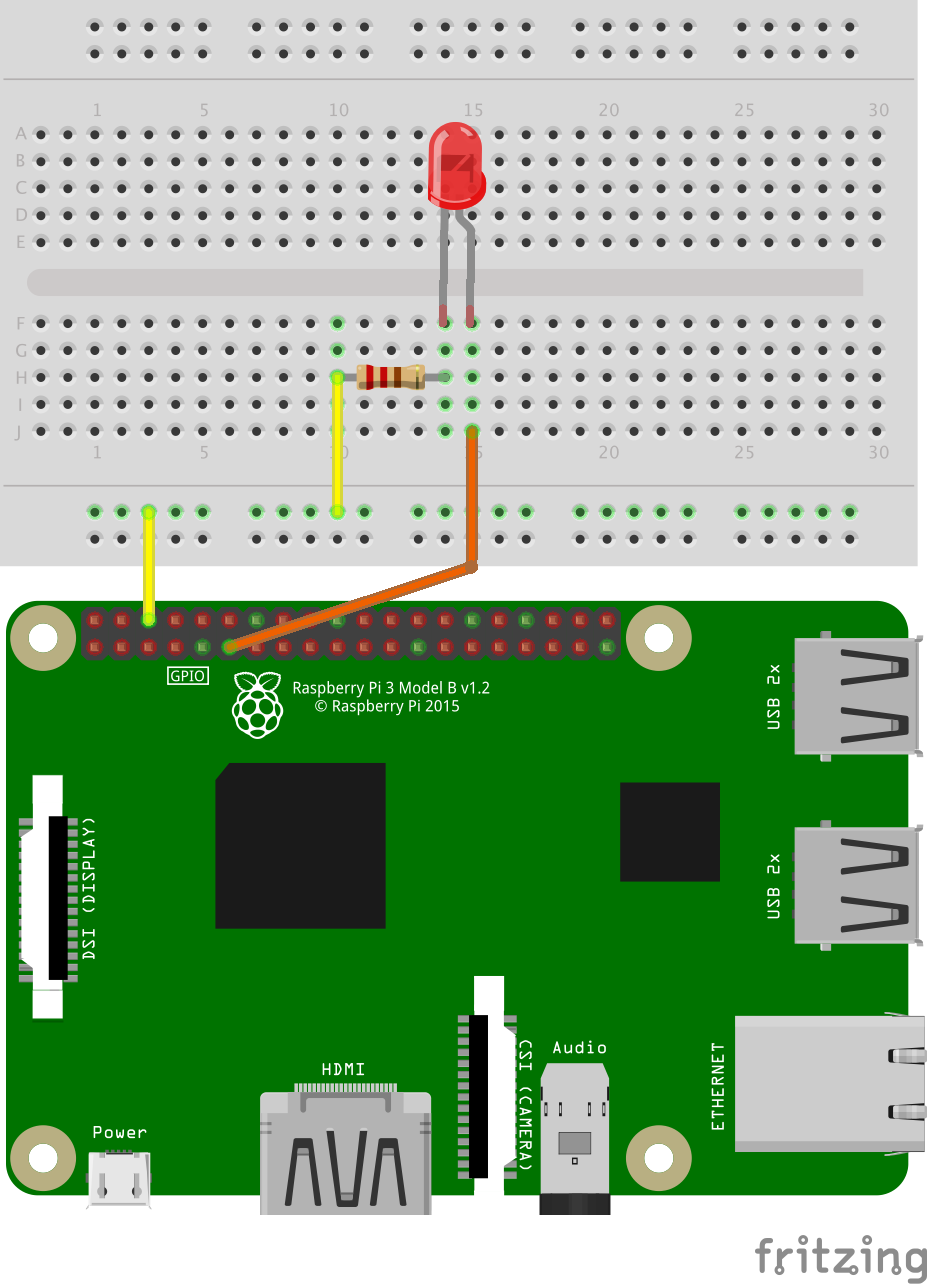 1 5 10 15 20 25 30
A
B
C
D
E
F
G
H
I
J
1 5 10 15 20 25 30
GPIO
Raspberry Pi 3 Model B v1.2
© Raspberry Pi 2015
USB 2x
DSI (DISPLAY)
USB 2x
HDMI
CSI (CAMERA)
Audio
ETHERNET
Power
fritzing